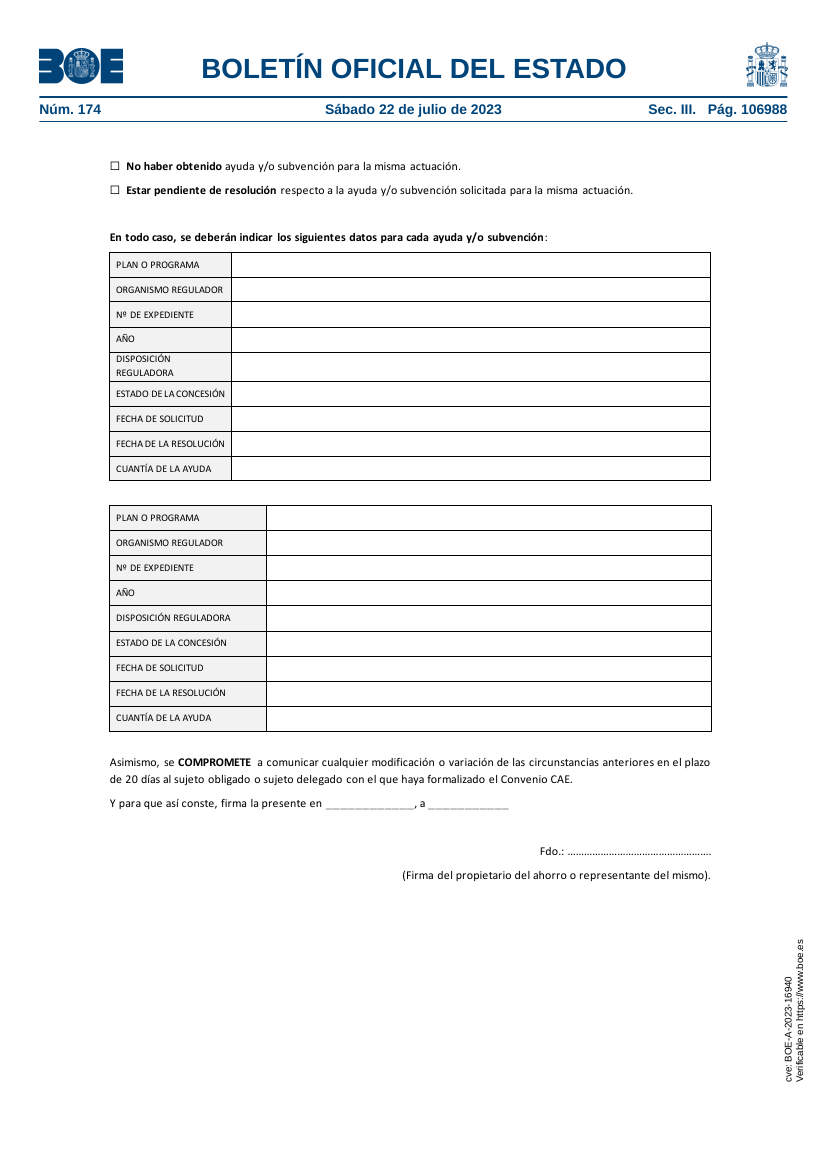 BOE
BOLETÍN OFICIAL DEL ESTADO
Núm. 174
Sábado 22 de julio de 2023
Sec. III. Pág. 106988
☐ No haber obtenido ayuda y/o subvención para la misma actuación.
☐ Estar pendiente de resolución respecto a la ayuda y/o subvención solicitada para la misma actuación.
En todo caso, se deberán indicar los siguientes datos para cada ayuda y/o subvención:
PLAN O PROGRAMA
ORGANISMO REGULADOR
Nº DE EXPEDIENTE
AÑO
DISPOSICIÓN
REGULADORA
ESTADO DE LA CONCESIÓN
FECHA DE SOLICITUD
FECHA DE LA RESOLUCIÓN
CUANTÍA DE LA AYUDA
PLAN O PROGRAMA
ORGANISMO REGULADOR
Nº DE EXPEDIENTE
AÑO
DISPOSICIÓN REGULADORA
ESTADO DE LA CONCESIÓN
FECHA DE SOLICITUD
FECHA DE LA RESOLUCIÓN
CUANTÍA DE LA AYUDA
Asimismo, se COMPROMETE a comunicar cualquier modificación o variación de las circunstancias anteriores en el plazo
de 20 días al sujeto obligado o sujeto delegado con el que haya formalizado el Convenio CAE.
Y para que así conste, firma la presente en ____________, a ___________
Fdo.: …………………………………………….
(Firma del propietario del ahorro o representante del mismo).
cve: BOE-A-2023-16940
Verificable en https://www.boe.es